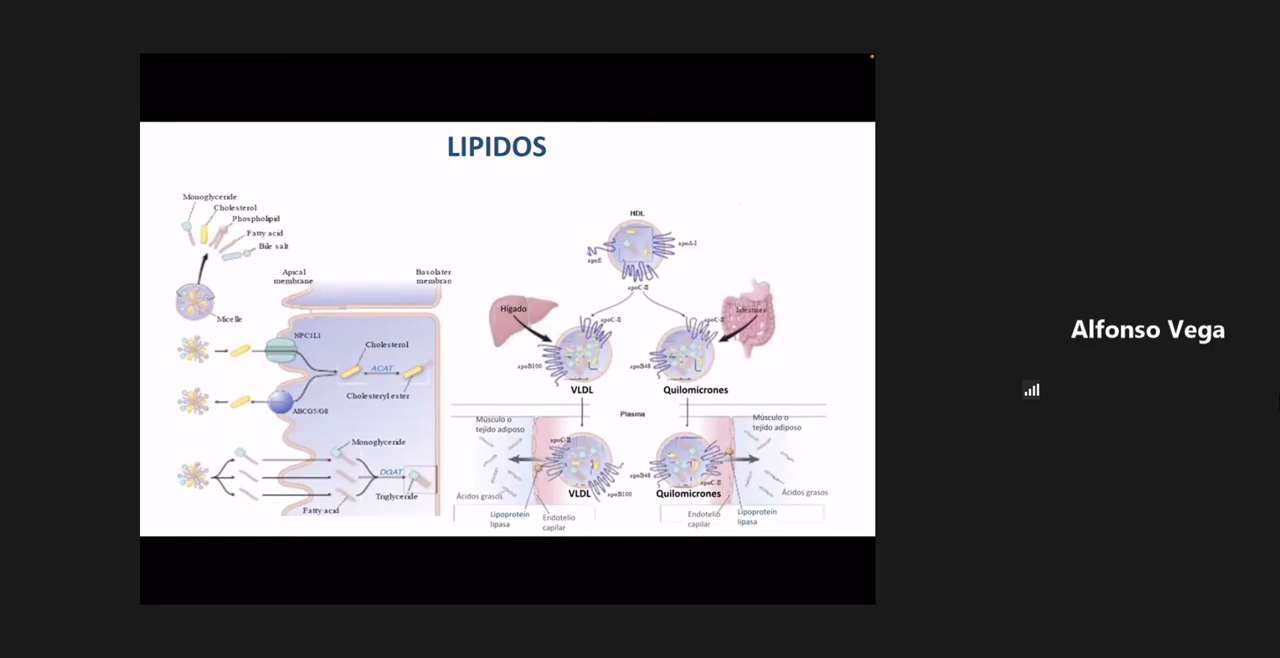 LIPIDOS
Monoglyceride
Cholesterol
Phospholipid
Fatty acid
Bile salt
Apical
membrane
Basolater
membran
Micelle
NPC1L1
Cholesterol
ACAT
Cholesteryl ester
ABCG5/G8
Monoglyceride
DGAT
Triglyceride
Fatty acid
HDL
apoA-I
apoE
apoC-II
Hígado
apoC-II
apoB100
VLDL
apoC-II
apoB48
Quilomicrones
Plasma
Músculo o
tejido adiposo
apoC-II
VLDL
apoB100
Ácidos grasos
Lipoprotein
lipasa
Endotelio
capilar
Músculo o
tejido adiposo
apoB48
apoC-II
Quilomicrones
Ácidos grasos
Endotelio
capilar
Lipoprotein
lipasa
Alfonso Vega